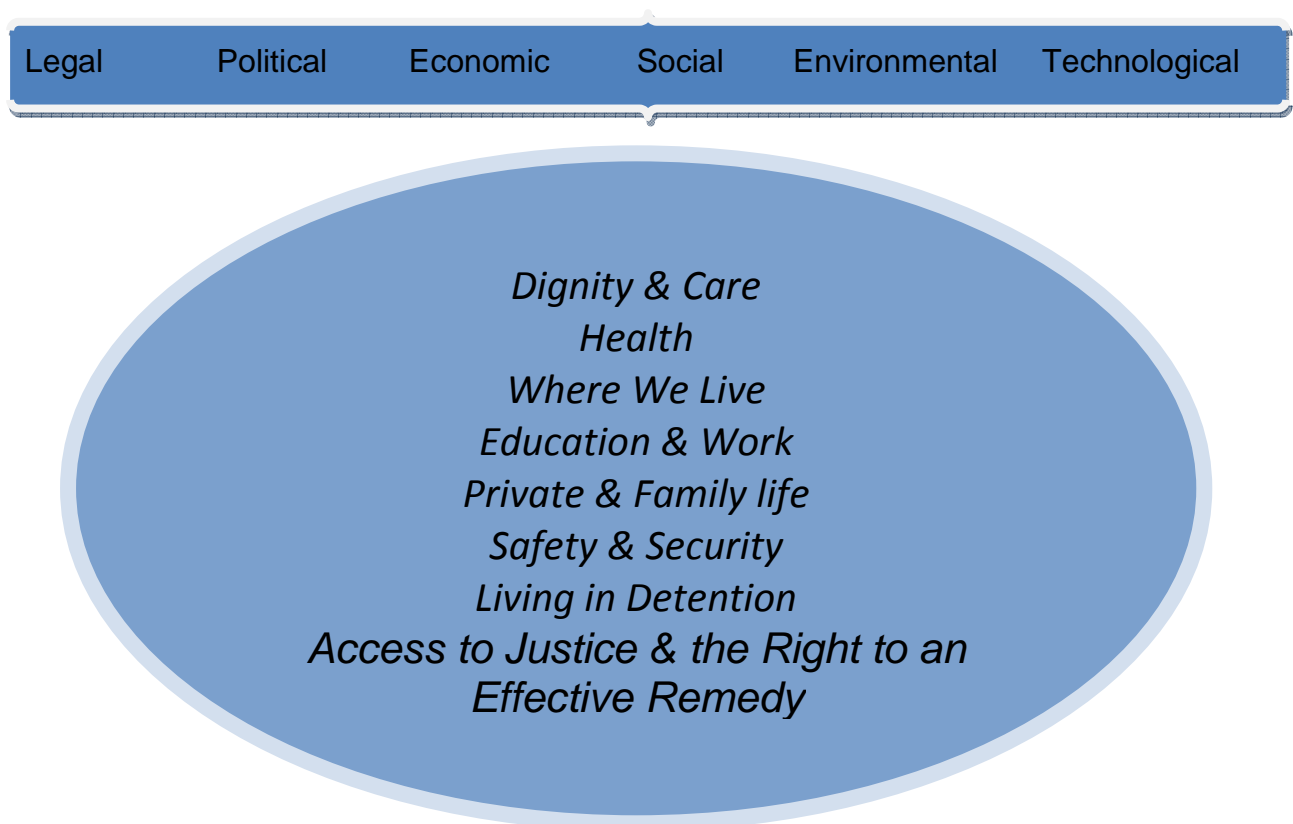 Legal Political Economic Social Environmental Technological
Dignity & Care
Health
Where We Live
Education & Work
Private & Family life
Safety & Security
Living in Detention
Access to Justice & the Right to an
Effective Remedy